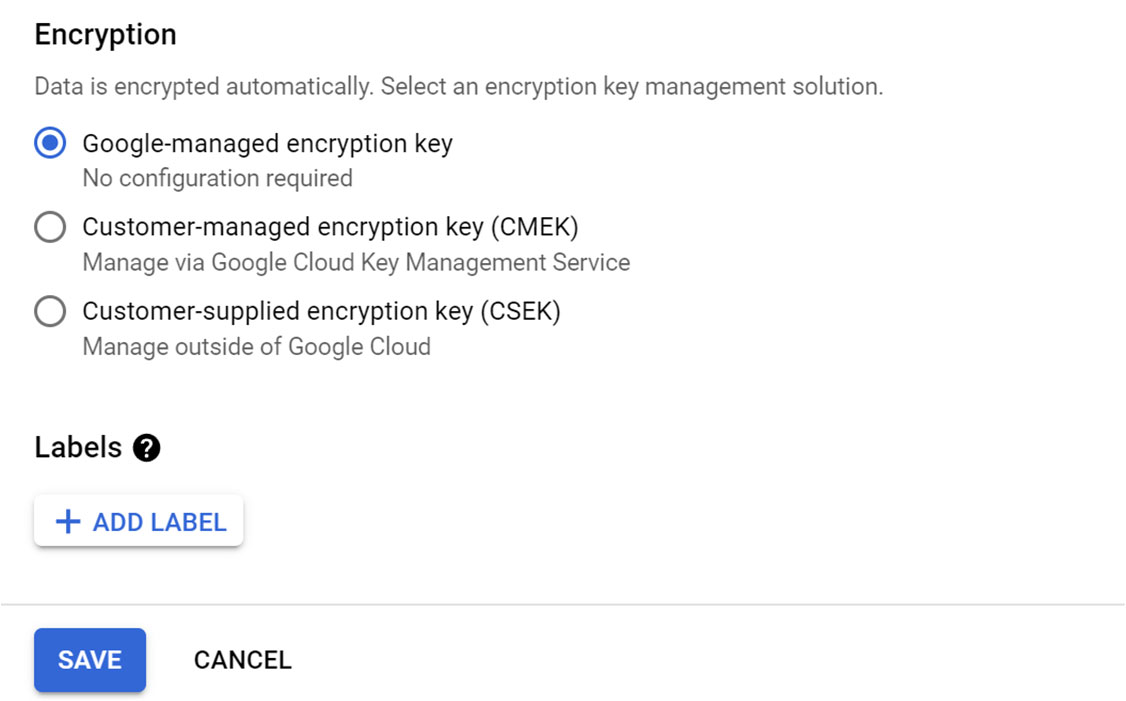 Encryption
Data is encrypted automatically. Select an encryption key management solution.
Google-managed encryption key
No configuration required
Customer-managed encryption key (CMEK)
Manage via Google Cloud Key Management Service
Customer-supplied encryption key (CSEK)
Manage outside of Google Cloud
Labels ?
+ ADD LABEL
SAVE CANCEL